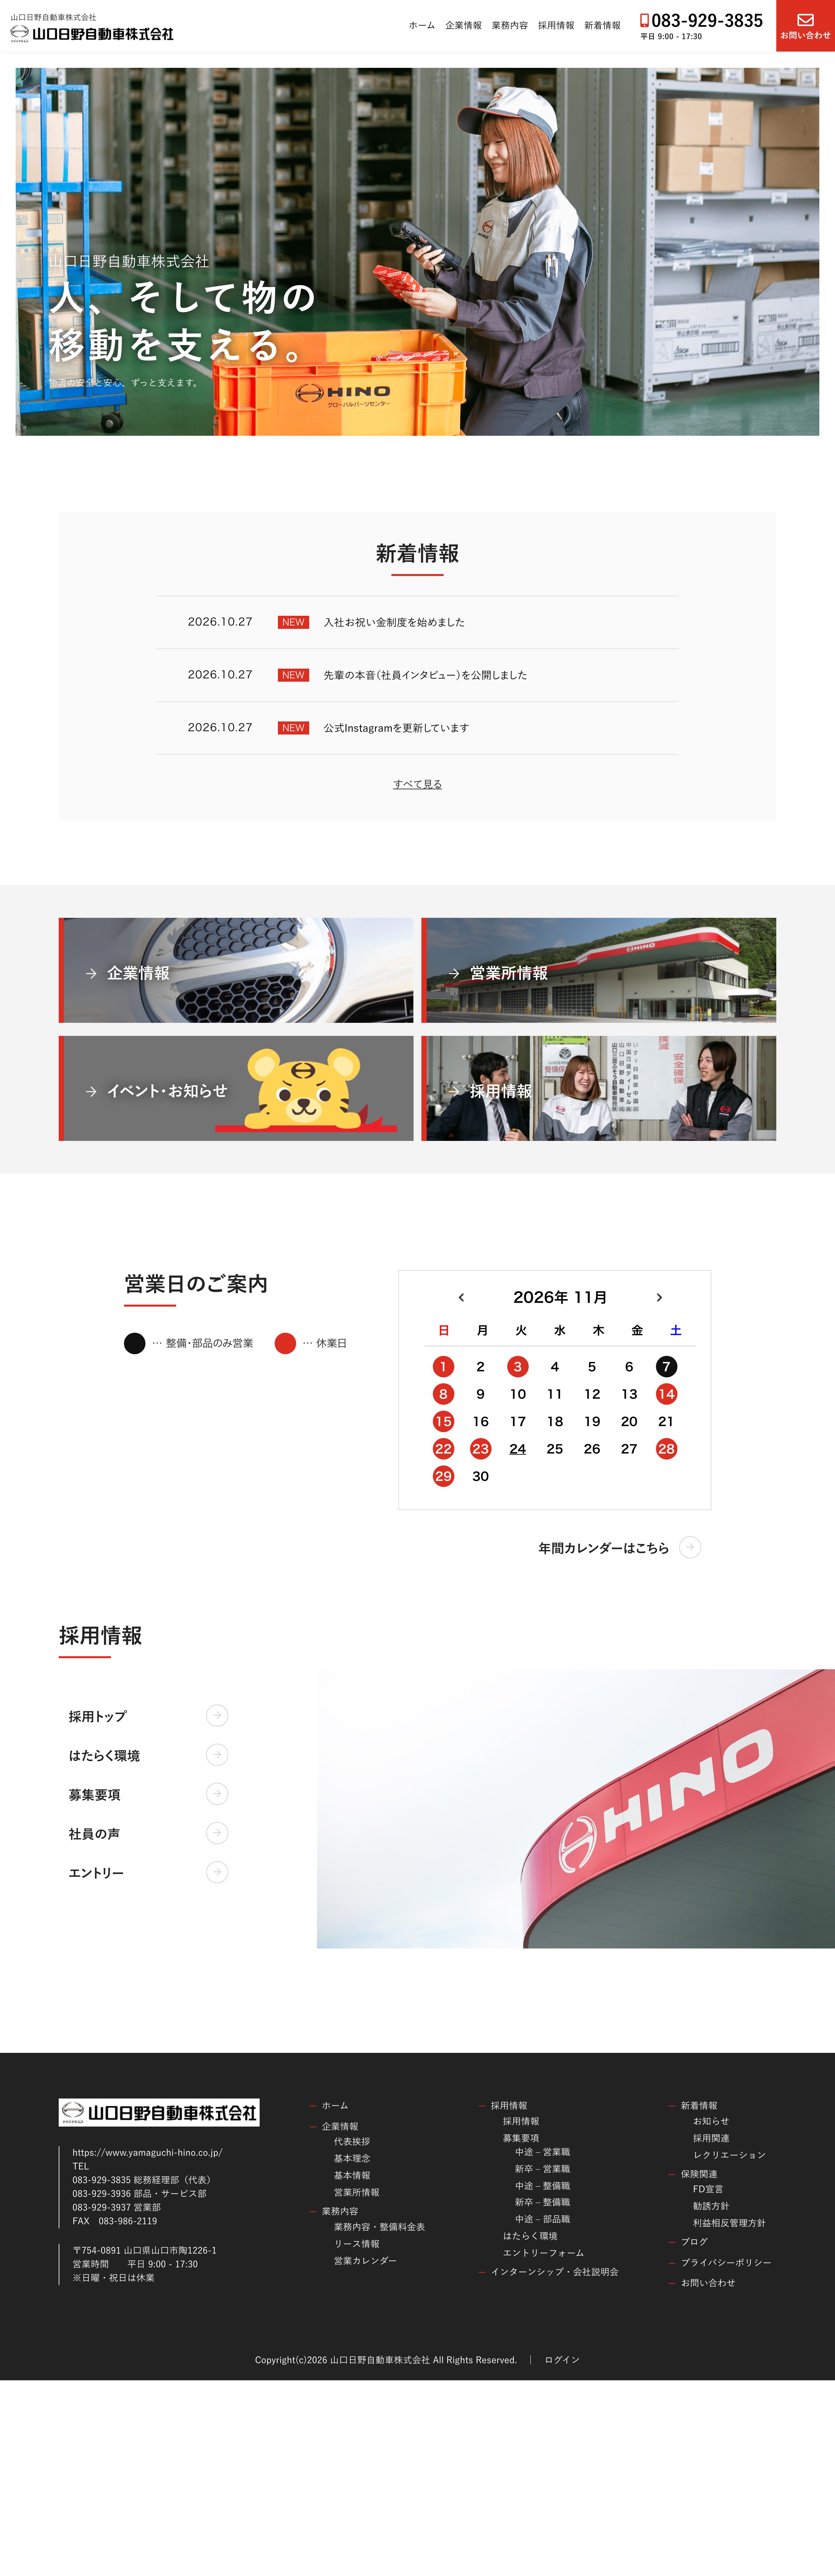 山口日野自動車株式会社
山口日野自動車株式会社
ホーム 企業情報 業務内容 採用情報 新着情報
083-929-3835
平日 9:00 - 17:30
お問い合わせ
山口日野自動車株式会社
人、そして物の
移動を支える。
物流の安全と安心、ずっと支えます。
HINO
グローバルパーツセンター
新着情報
2026.10.27 NEW 入社お祝い金制度を始めました
2026.10.27 NEW 先輩の本音(社員インタビュー)を公開しました
2026.10.27 NEW 公式Instagramを更新しています
すべて見る
企業情報
営業所情報
HINO
イベント・お知らせ
採用情報
営業日のご案内
… 整備・部品のみ営業 … 休業日
2026年 11月
日 月 火 水 木 金 土
1 2 3 4 5 6 7
8 9 10 11 12 13 14
15 16 17 18 19 20 21
22 23 24 25 26 27 28
29 30
年間カレンダーはこちら
採用情報
採用トップ
はたらく環境
募集要項
社員の声
エントリー
HINO
山口日野自動車株式会社
https://www.yamaguchi-hino.co.jp/
TEL
083-929-3835 総務経理部（代表）
083-929-3936 部品・サービス部
083-929-3937 営業部
FAX 083-986-2119
〒754-0891 山口県山口市陶1226-1
営業時間 平日 9:00 - 17:30
※日曜・祝日は休業
ホーム
企業情報
代表挨拶
基本理念
基本情報
営業所情報
業務内容
業務内容・整備料金表
リース情報
営業カレンダー
採用情報
採用情報
募集要項
中途 – 営業職
新卒 – 営業職
中途 – 整備職
新卒 – 整備職
中途 – 部品職
はたらく環境
エントリーフォーム
インターンシップ・会社説明会
新着情報
お知らせ
採用関連
レクリエーション
保険関連
FD宣言
勧誘方針
利益相反管理方針
ブログ
プライバシーポリシー
お問い合わせ
Copyright(c)2026 山口日野自動車株式会社 All Rights Reserved. ｜ ログイン